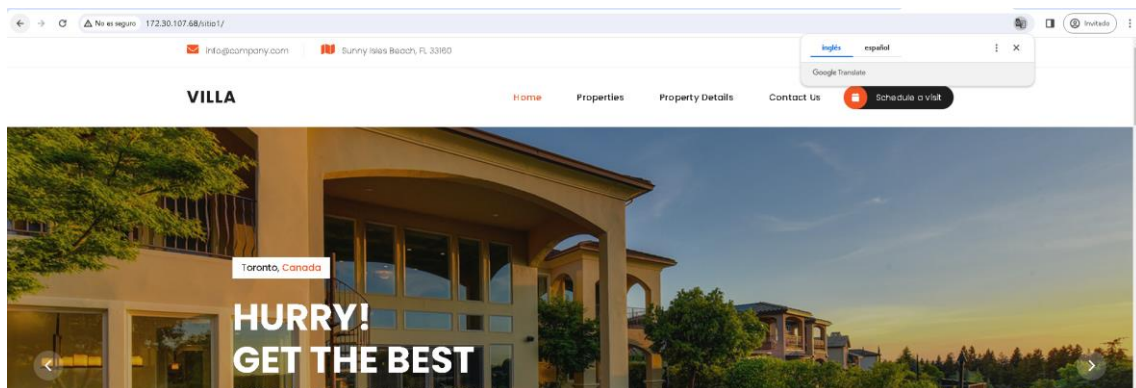 No es seguro 172.30.107.68/sitio1/ Invitado
info@company.com Sunny Isles Beach, FL 33160
inglés español
Google Translate
VILLA Home Properties Property Details Contact Us Schedule a visit
Toronto, Canada
HURRY!
GET THE BEST